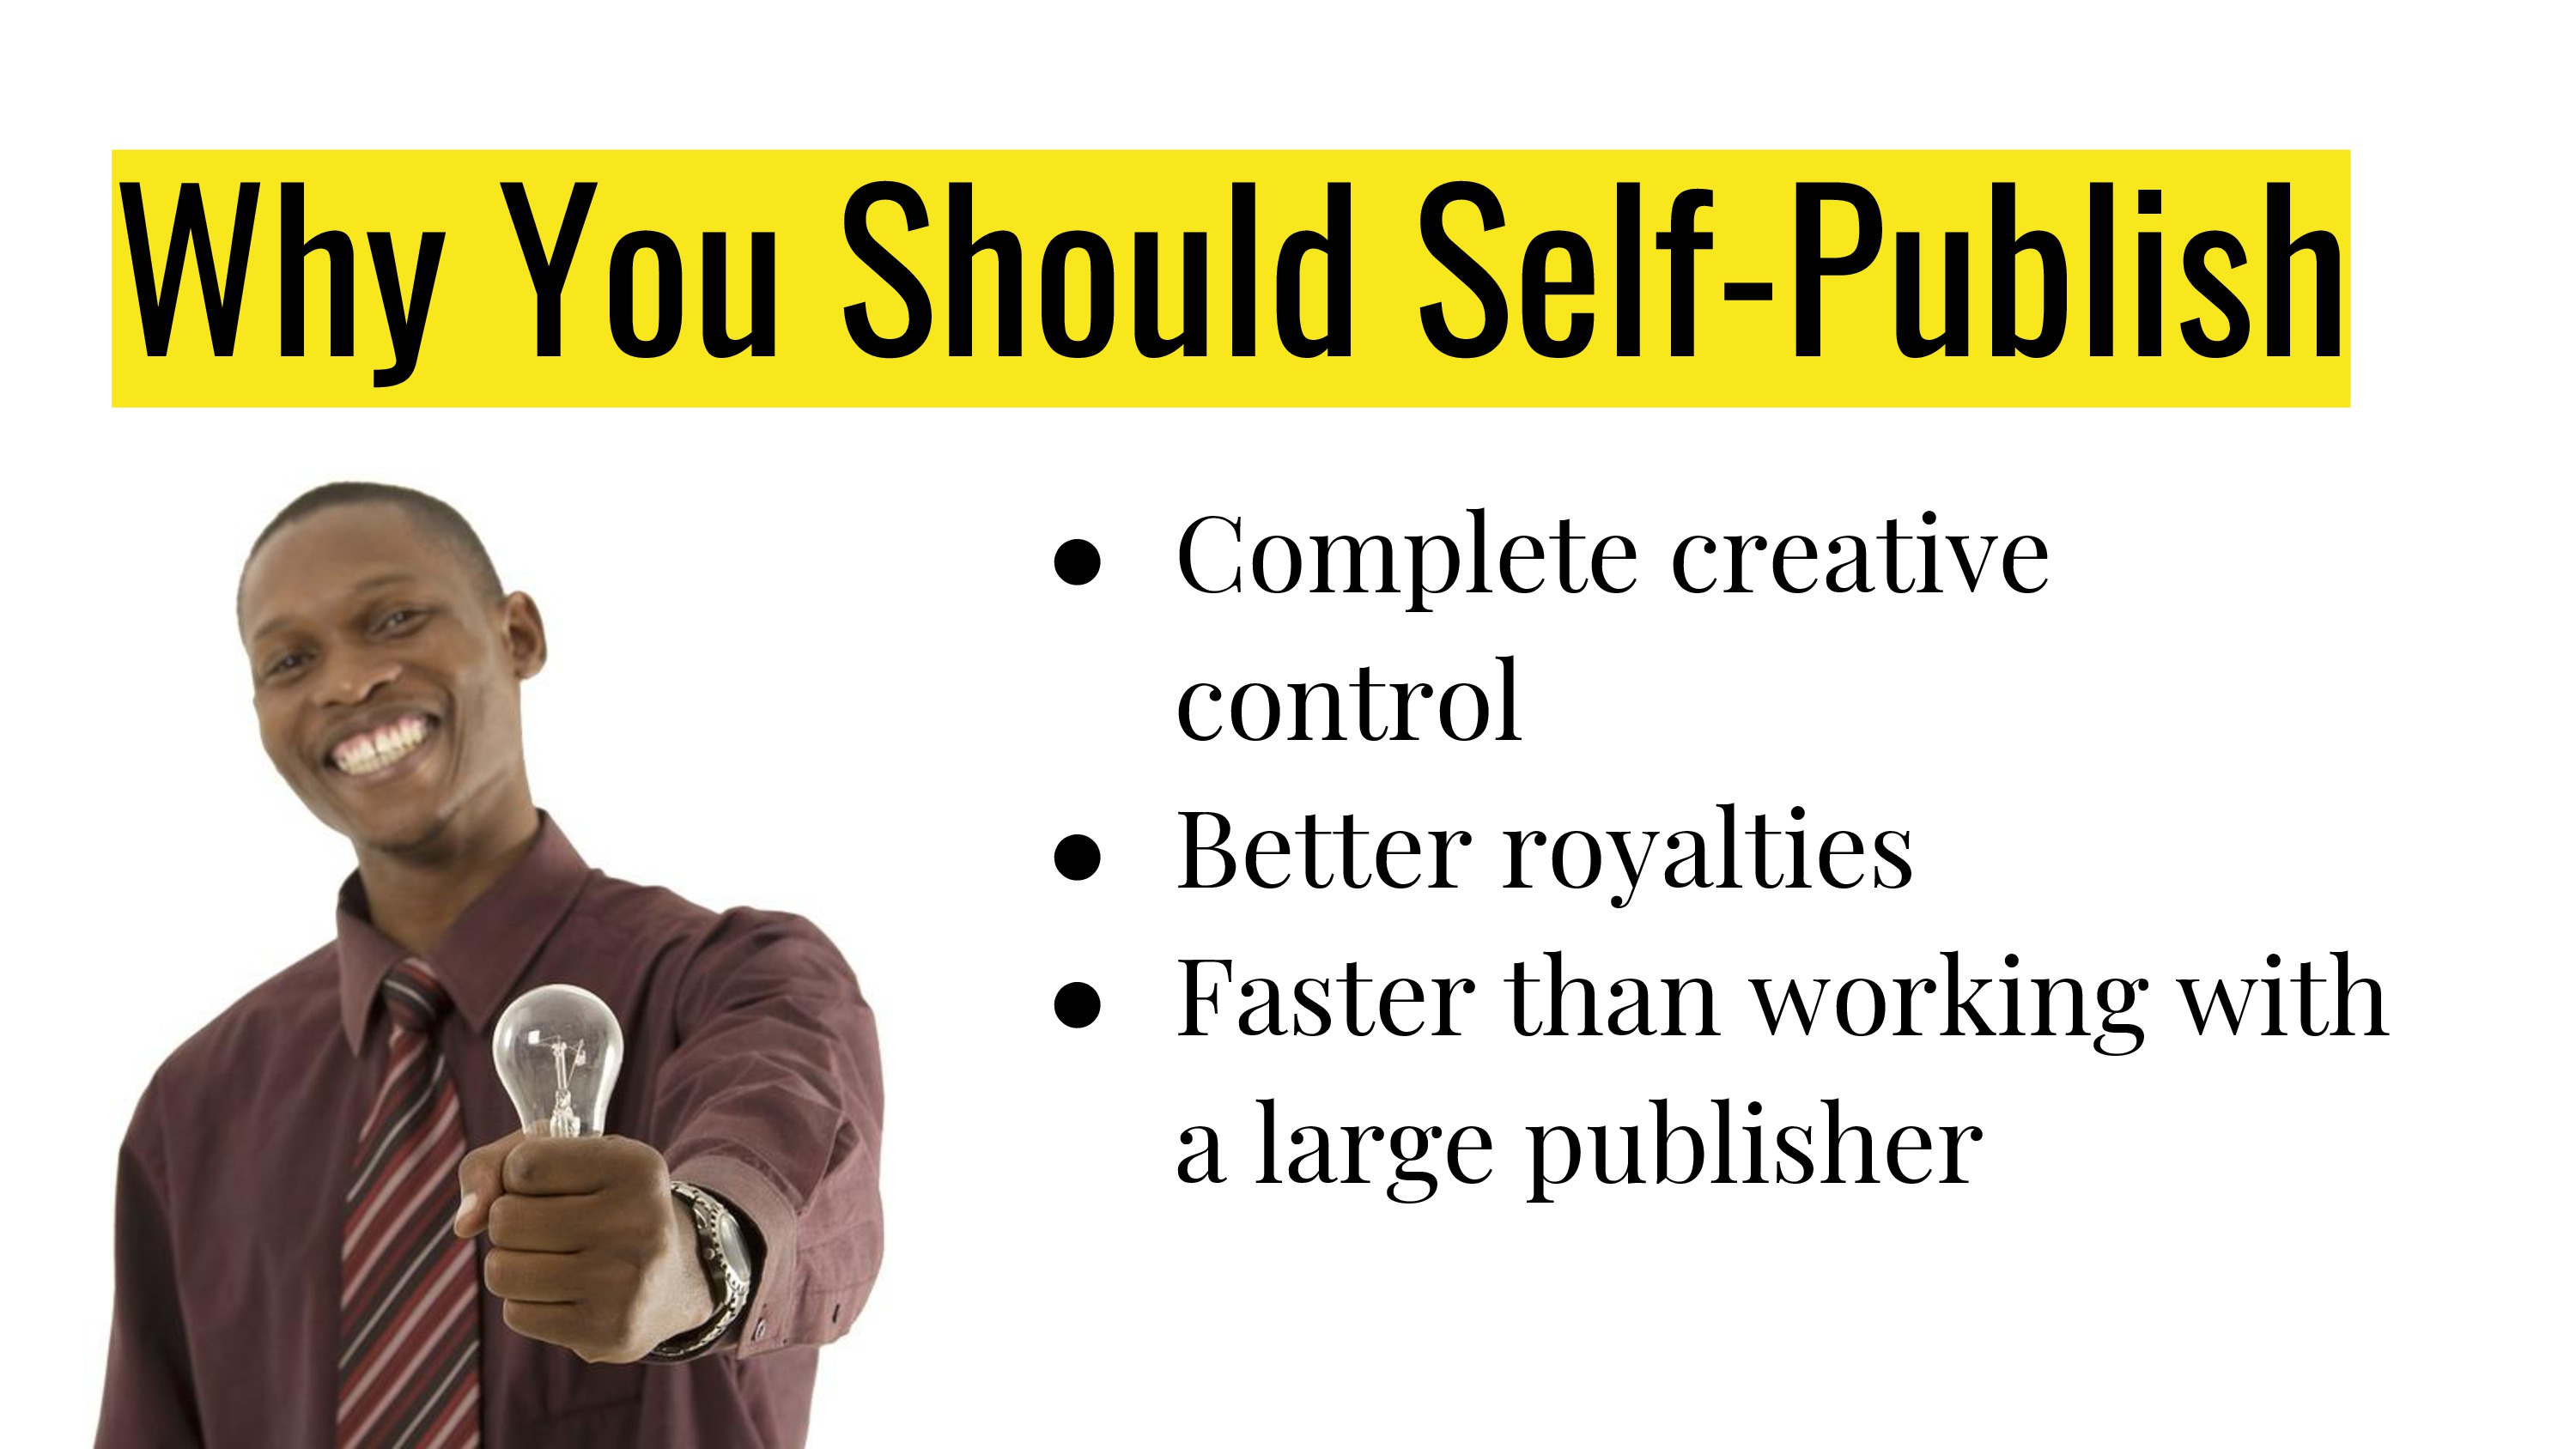 Why You Should Self-Publish
● Complete creative
control
● Better royalties
● Faster than working with
a large publisher